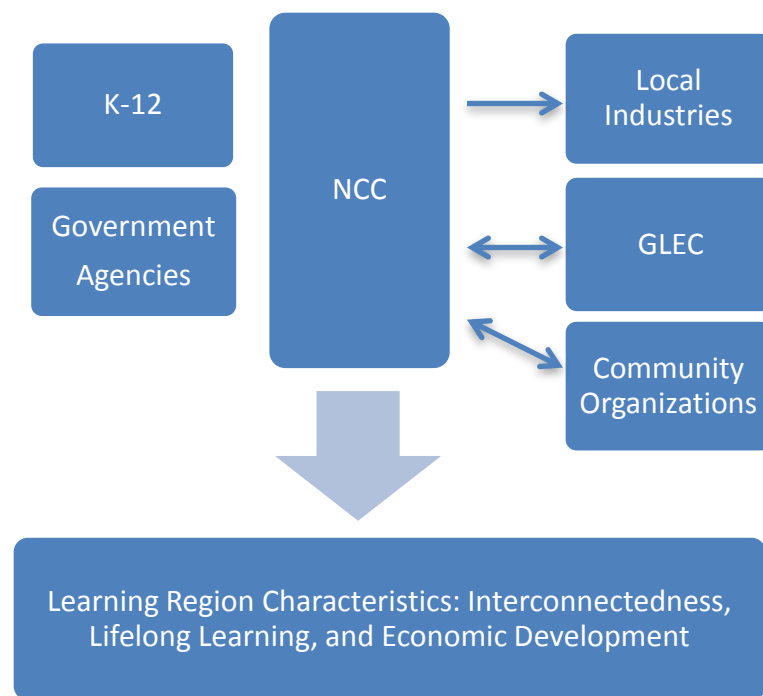 K-12
Government
Agencies
NCC
Local
Industries
GLEC
Community
Organizations
Learning Region Characteristics: Interconnectedness,
Lifelong Learning, and Economic Development